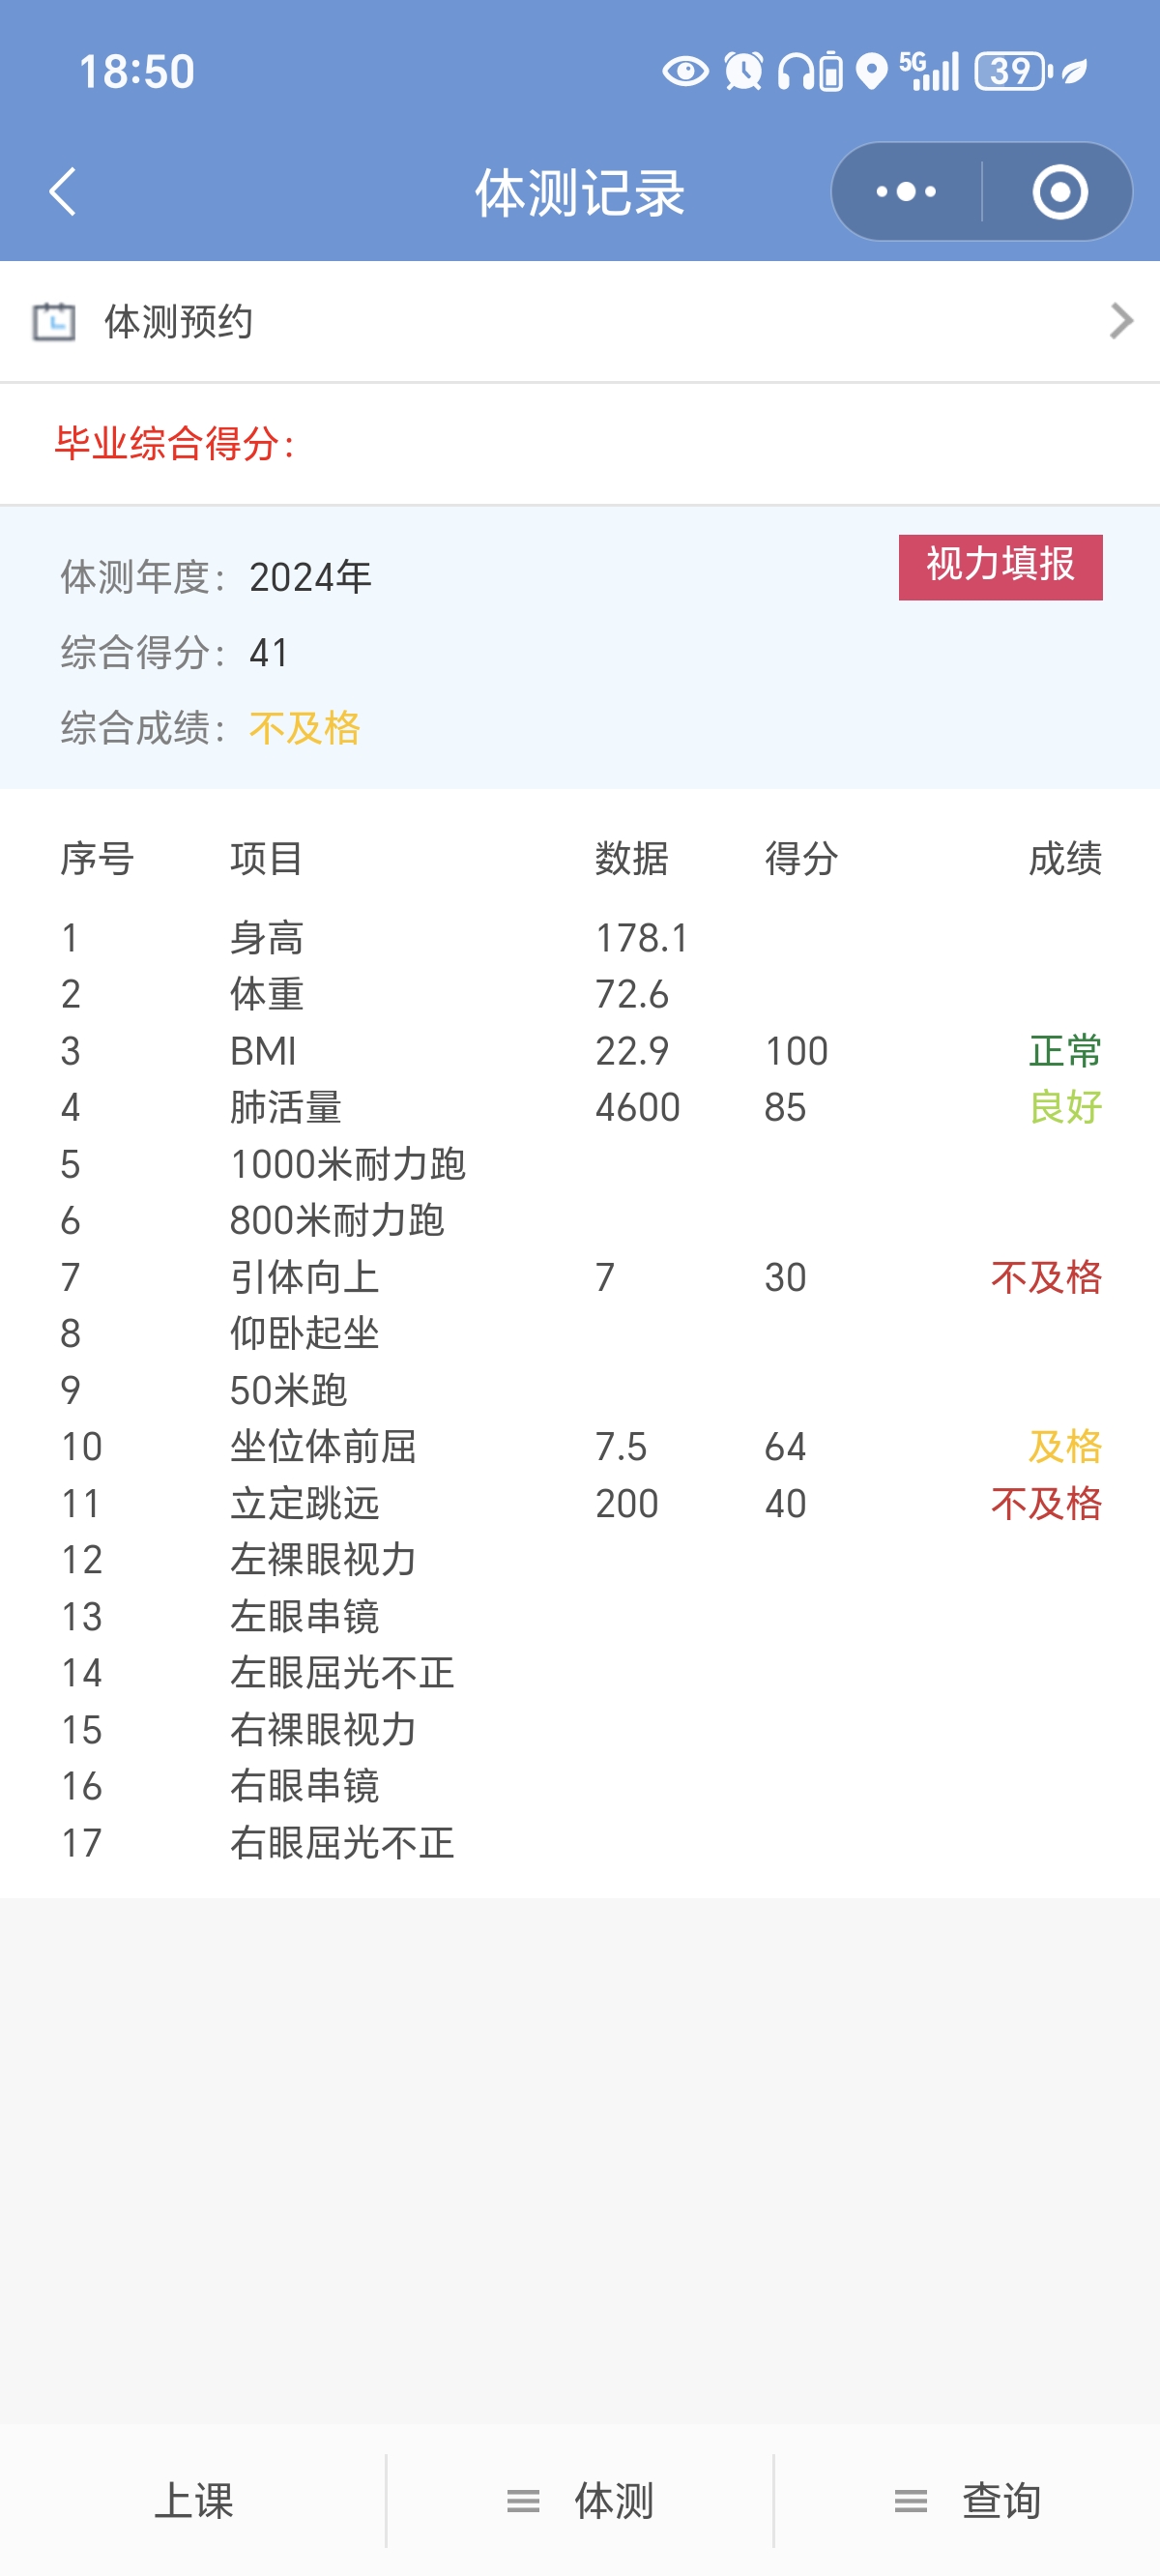 18:50 5G 39
体测记录
体测预约
毕业综合得分:
体测年度: 2024年 视力填报
综合得分: 41
综合成绩: 不及格
序号 项目 数据 得分 成绩
1 身高 178.1
2 体重 72.6
3 BMI 22.9 100 正常
4 肺活量 4600 85 良好
5 1000米耐力跑
6 800米耐力跑
7 引体向上 7 30 不及格
8 仰卧起坐
9 50米跑
10 坐位体前屈 7.5 64 及格
11 立定跳远 200 40 不及格
12 左裸眼视力
13 左眼串镜
14 左眼屈光不正
15 右裸眼视力
16 右眼串镜
17 右眼屈光不正
上课 体测 查询